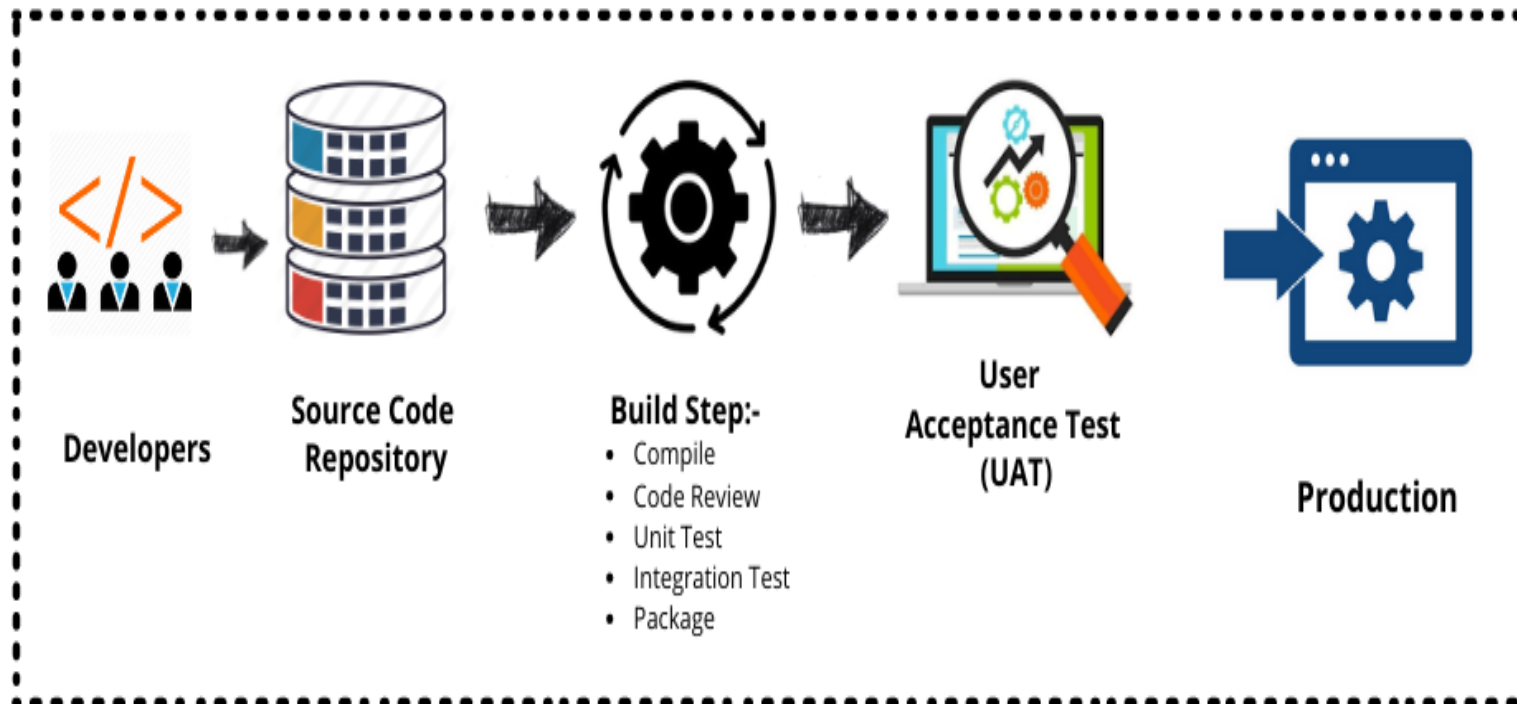 Developers
Source Code
Repository
Build Step:-
• Compile
• Code Review
• Unit Test
• Integration Test
• Package
User
Acceptance Test
(UAT)
Production